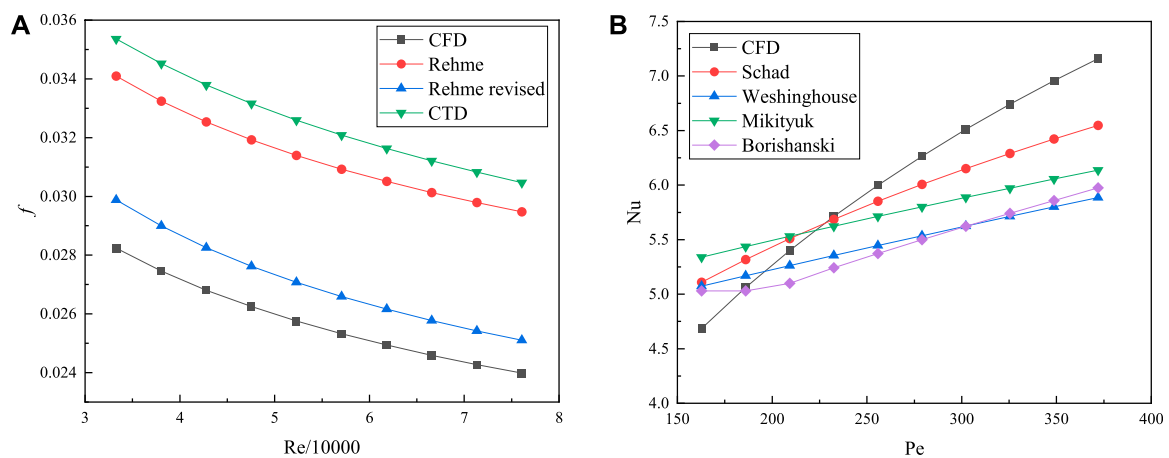 A
0.036
0.034
0.032
0.030
0.028
0.026
0.024
f
3
4
5
6
7
8
Re/10000
CFD
Rehme
Rehme revised
CTD
B
7.5
7.0
6.5
6.0
5.5
5.0
4.5
4.0
Nu
150
200
250
300
350
400
Pe
CFD
Schad
Weshinghouse
Mikityuk
Borishanski